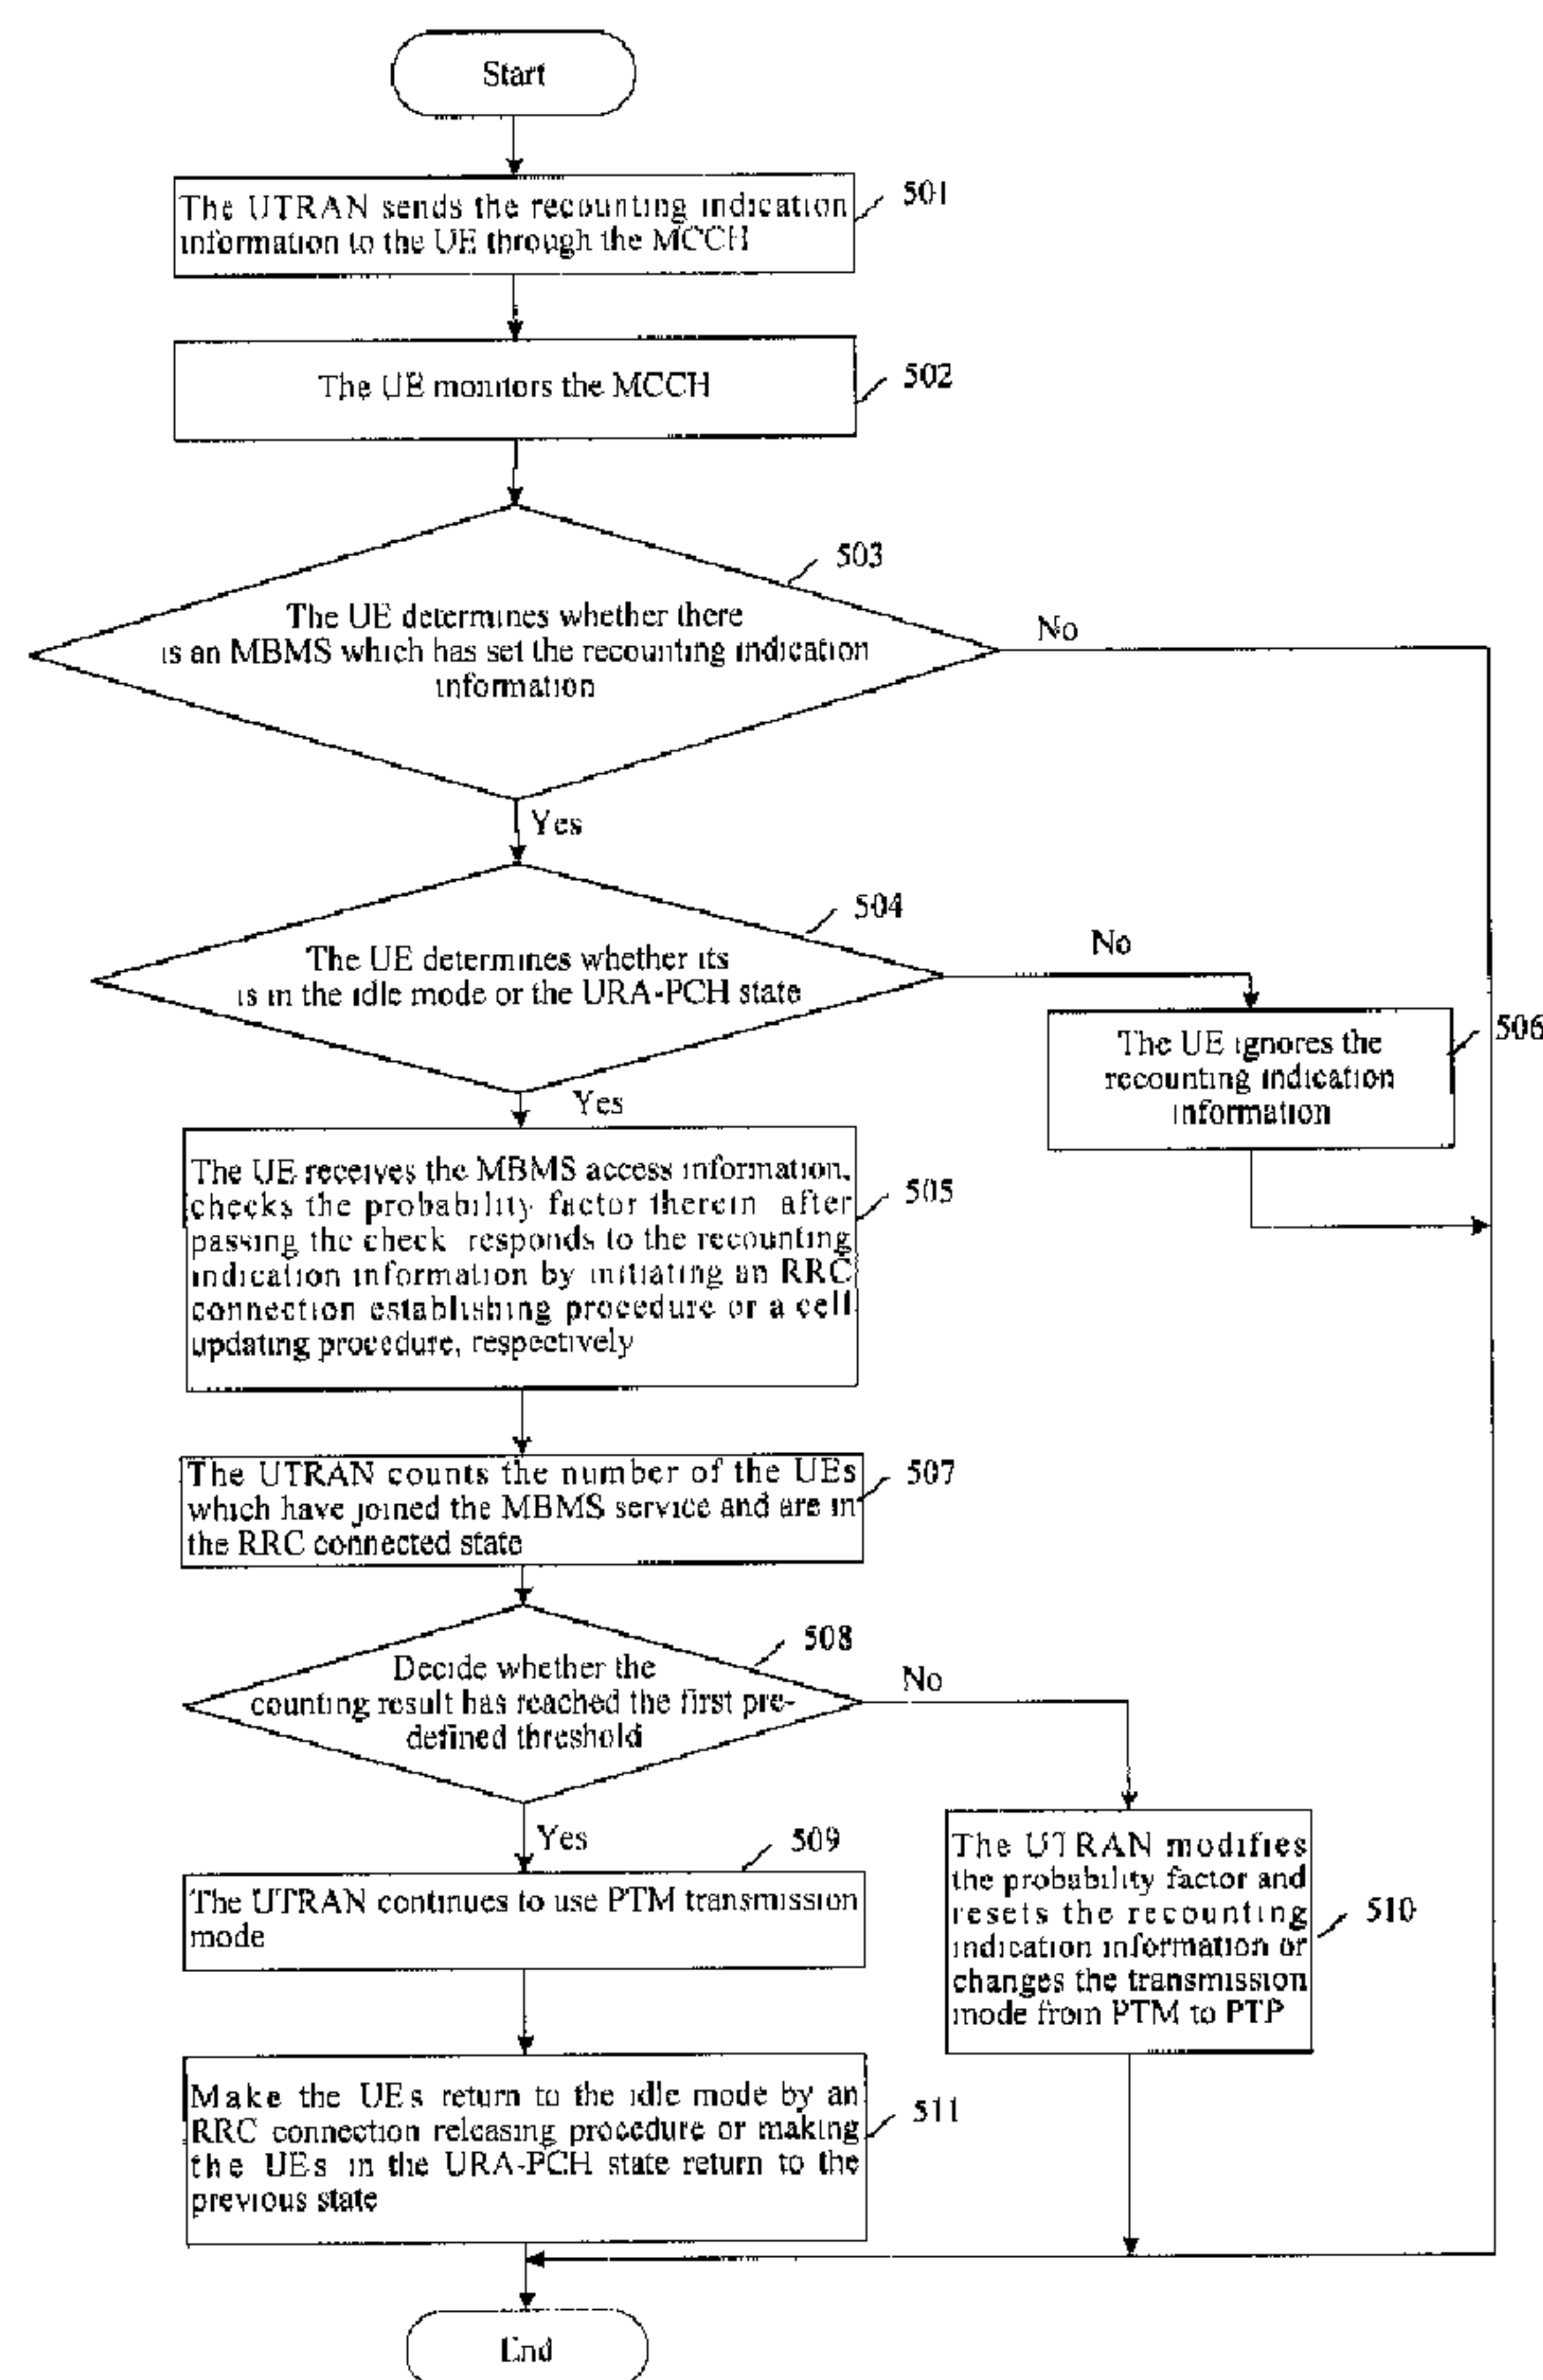 Start
The UTRAN sends the recounting indication
information to the UE through the MCCH
501
The UE monitors the MCCH
502
503
The UE determines whether there
is an MBMS which has set the recounting indication
information
No
Yes
504
The UE determines whether its
is in the idle mode or the URA-PCH state
No
506
The UE ignores the
recounting indication
information
Yes
The UE receives the MBMS access information,
checks the probability factor therein after
passing the check responds to the recounting
indication information by initiating an RRC
connection establishing procedure or a cell
updating procedure, respectively
505
The UTRAN counts the number of the UEs
which have joined the MBMS service and are in
the RRC connected state
507
508
Decide whether the
counting result has reached the first pre-
defined threshold
No
Yes
509
The UTRAN continues to use PTM transmission
mode
The UTRAN modifies
the probability factor and
resets the recounting
indication information or
changes the transmission
mode from PTM to PTP
510
Make the UEs return to the idle mode by an
RRC connection releasing procedure or making
the UEs in the URA-PCH state return to the
previous state
511
End